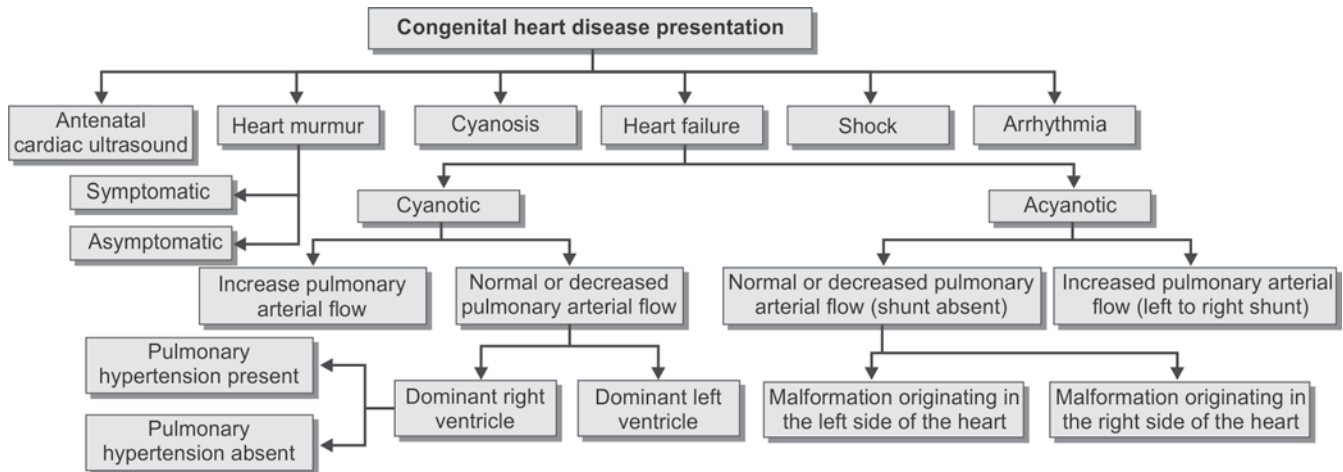 Congenital heart disease presentation
Antenatal
cardiac ultrasound
Heart murmur
Cyanosis
Heart failure
Shock
Arrhythmia
Symptomatic
Asymptomatic
Cyanotic
Acyanotic
Increase pulmonary
arterial flow
Normal or decreased
pulmonary arterial flow
Normal or decreased pulmonary
arterial flow (shunt absent)
Increased pulmonary arterial
flow (left to right shunt)
Pulmonary
hypertension present
Pulmonary
hypertension absent
Dominant right
ventricle
Dominant left
ventricle
Malformation originating in
the left side of the heart
Malformation originating in
the right side of the heart